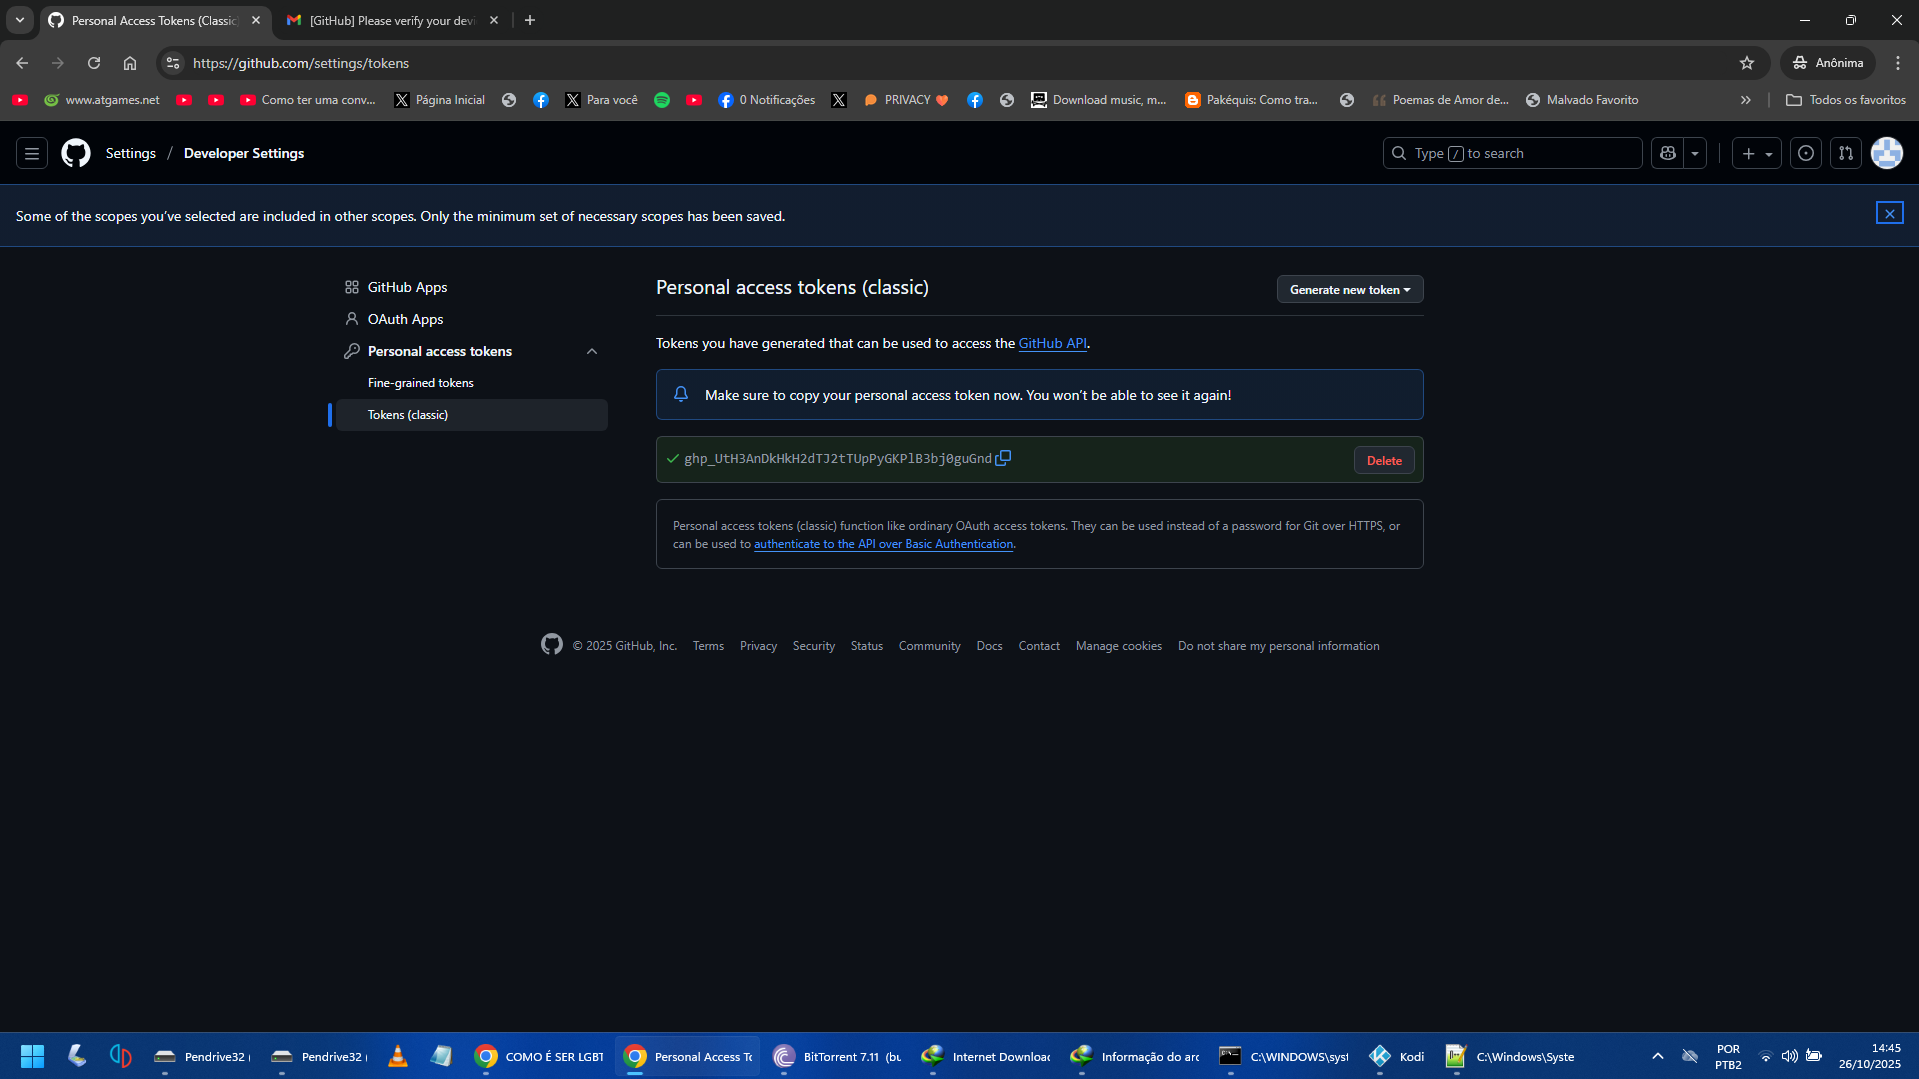 Personal Access Tokens (Classic
[GitHub] Please verify your devi
https://github.com/settings/tokens
Anônima
www.atgames.net
Como ter uma conv...
Página Inicial
Para você
0 Notificações
PRIVACY
Download music, m...
Pakéquis: Como tra...
Poemas de Amor de...
Malvado Favorito
Todos os favoritos
Settings / Developer Settings
Type / to search
Some of the scopes you’ve selected are included in other scopes. Only the minimum set of necessary scopes has been saved.
GitHub Apps
OAuth Apps
Personal access tokens
Fine-grained tokens
Tokens (classic)
Personal access tokens (classic)
Generate new token
Tokens you have generated that can be used to access the GitHub API.
Make sure to copy your personal access token now. You won’t be able to see it again!
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
Delete
Personal access tokens (classic) function like ordinary OAuth access tokens. They can be used instead of a password for Git over HTTPS, or
can be used to authenticate to the API over Basic Authentication.
© 2025 GitHub, Inc.
Terms
Privacy
Security
Status
Community
Docs
Contact
Manage cookies
Do not share my personal information
Pendrive32 (
Pendrive32 (
COMO É SER LGBT
Personal Access To
BitTorrent 7.11 (bu
Internet Download
Informação do arc
C:\WINDOWS\syst
Kodi
C:\Windows\Syste
POR
PTB2
14:45
26/10/2025